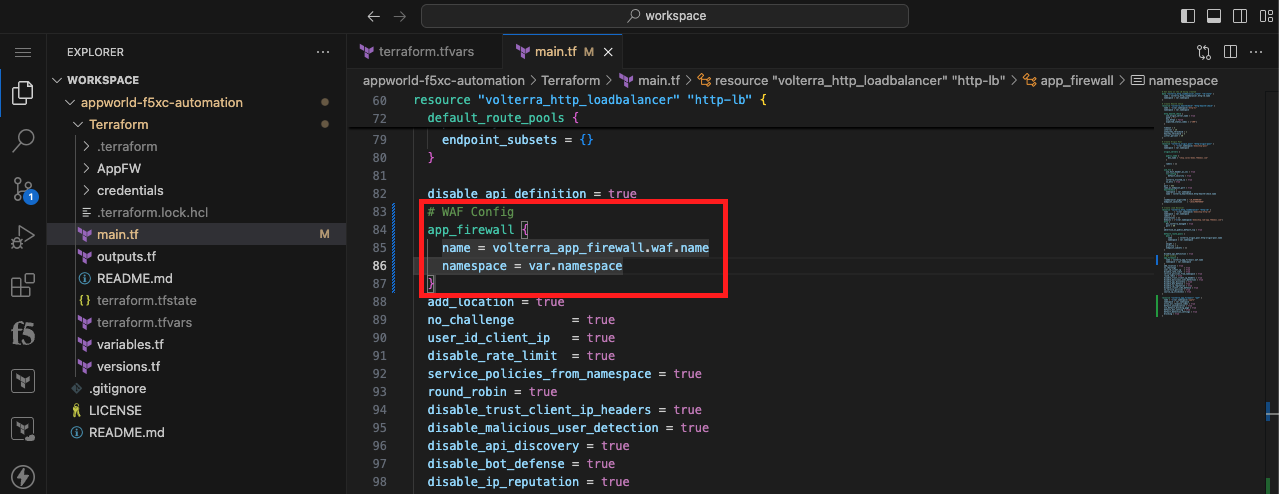 workspace
EXPLORER
WORKSPACE
appworld-f5xc-automation
Terraform
.terraform
AppFW
credentials
.terraform.lock.hcl
main.tf M
outputs.tf
README.md
terraform.tfstate
terraform.tfvars
variables.tf
versions.tf
.gitignore
LICENSE
README.md
1
f5
terraform.tfvars
main.tf M
appworld-f5xc-automation > Terraform > main.tf > resource "volterra_http_loadbalancer" "http-lb" > app_firewall > namespace
60 resource "volterra_http_loadbalancer" "http-lb" {
72 default_route_pools {
79 endpoint_subsets = {}
80 }
81
82 disable_api_definition = true
83 # WAF Config
84 app_firewall {
85 name = volterra_app_firewall.waf.name
86 namespace = var.namespace
87 }
88 add_location = true
89 no_challenge = true
90 user_id_client_ip = true
91 disable_rate_limit = true
92 service_policies_from_namespace = true
93 round_robin = true
94 disable_trust_client_ip_headers = true
95 disable_malicious_user_detection = true
96 disable_api_discovery = true
97 disable_bot_defense = true
98 disable_ip_reputation = true